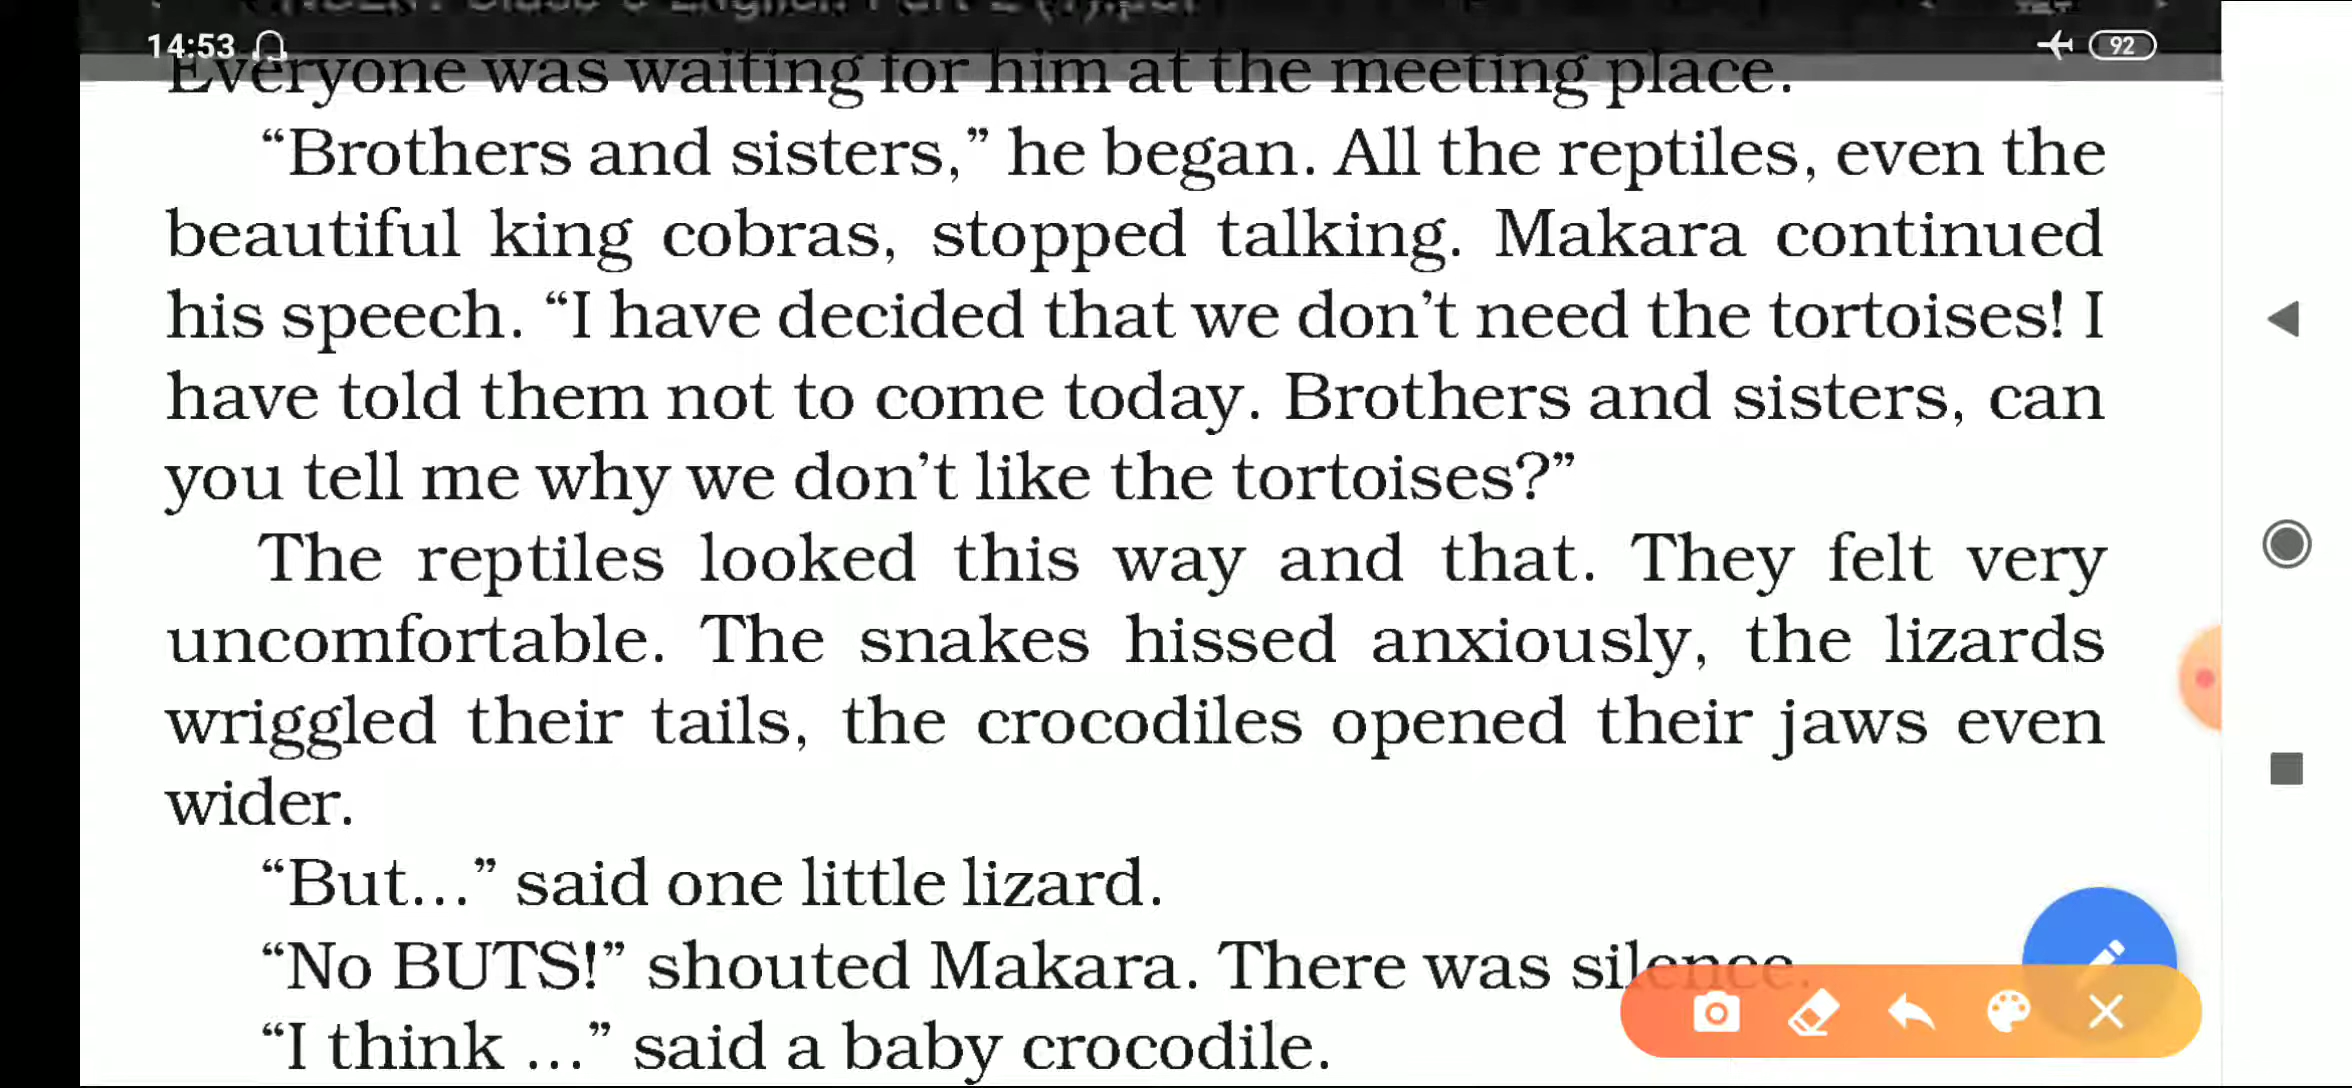 14:53
92
Everyone was waiting for him at the meeting place.
“Brothers and sisters,” he began. All the reptiles, even the
beautiful king cobras, stopped talking. Makara continued
his speech. “I have decided that we don’t need the tortoises! I
have told them not to come today. Brothers and sisters, can
you tell me why we don’t like the tortoises?”
The reptiles looked this way and that. They felt very
uncomfortable. The snakes hissed anxiously, the lizards
wriggled their tails, the crocodiles opened their jaws even
wider.
“But...” said one little lizard.
“No BUTS!” shouted Makara. There was silence.
“I think ...” said a baby crocodile.